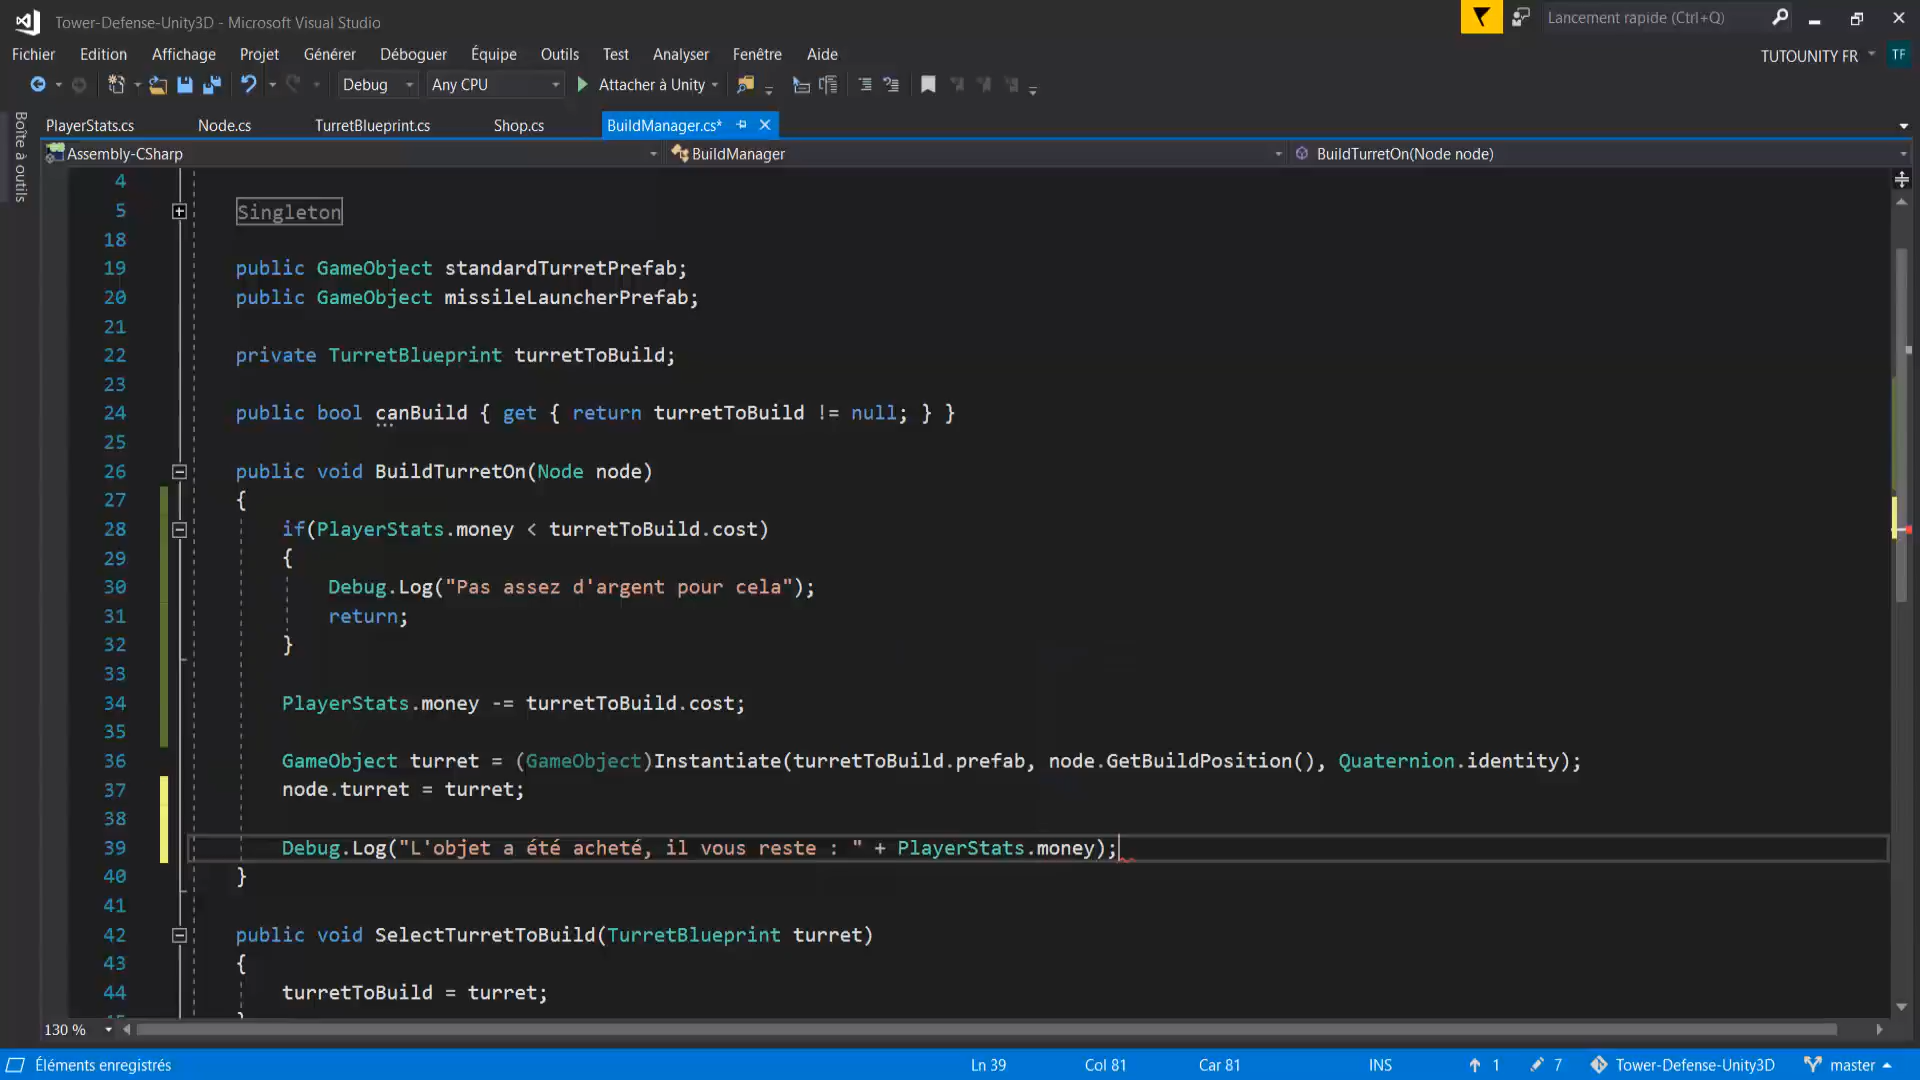 Tower-Defense-Unity3D - Microsoft Visual Studio
Lancement rapide (Ctrl+Q)
Fichier Edition Affichage Projet Générer Déboguer Équipe Outils Test Analyser Fenêtre Aide
TUTOUNITY FR TF
Debug Any CPU Attacher à Unity
Boîte à outils
PlayerStats.cs Node.cs TurretBlueprint.cs Shop.cs BuildManager.cs*
Assembly-CSharp BuildManager BuildTurretOn(Node node)
4
5 Singleton
18
19 public GameObject standardTurretPrefab;
20 public GameObject missileLauncherPrefab;
21
22 private TurretBlueprint turretToBuild;
23
24 public bool canBuild { get { return turretToBuild != null; } }
25
26 public void BuildTurretOn(Node node)
27 {
28 if(PlayerStats.money < turretToBuild.cost)
29 {
30 Debug.Log("Pas assez d'argent pour cela");
31 return;
32 }
33
34 PlayerStats.money -= turretToBuild.cost;
35
36 GameObject turret = (GameObject)Instantiate(turretToBuild.prefab, node.GetBuildPosition(), Quaternion.identity);
37 node.turret = turret;
38
39 Debug.Log("L'objet a été acheté, il vous reste : " + PlayerStats.money);
40 }
41
42 public void SelectTurretToBuild(TurretBlueprint turret)
43 {
44 turretToBuild = turret;
130 %
Éléments enregistrés Ln 39 Col 81 Car 81 INS 1 7 Tower-Defense-Unity3D master